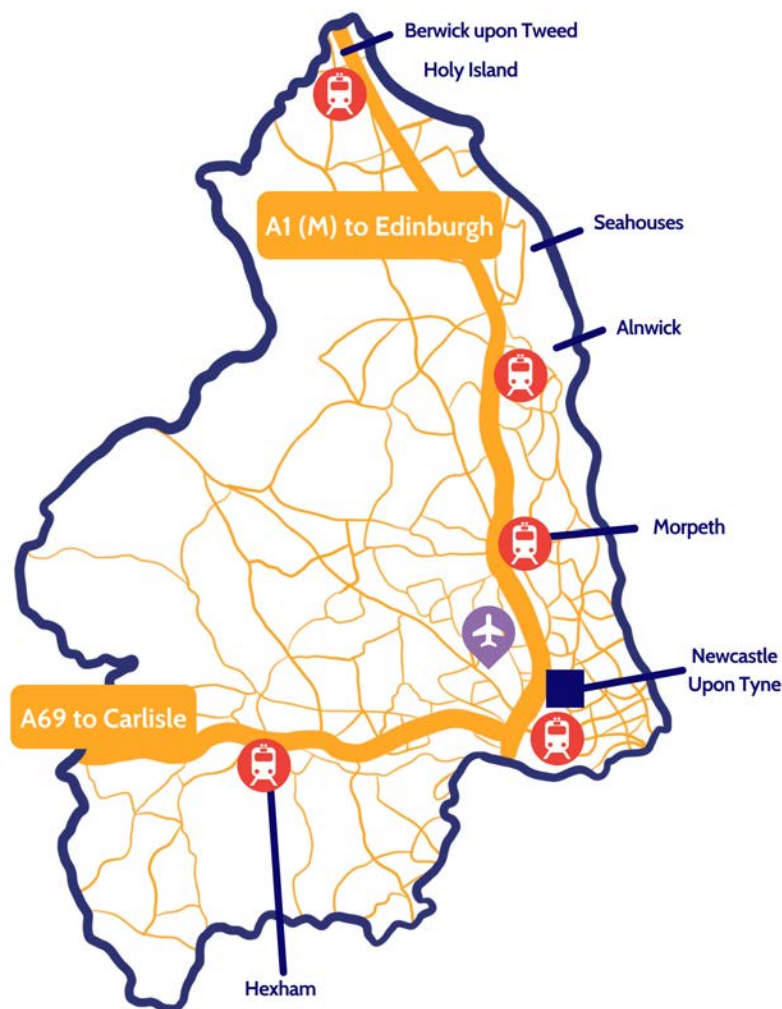 Berwick upon Tweed
Holy Island
A1 (M) to Edinburgh
Seahouses
Alnwick
Morpeth
Newcastle
Upon Tyne
A69 to Carlisle
Hexham